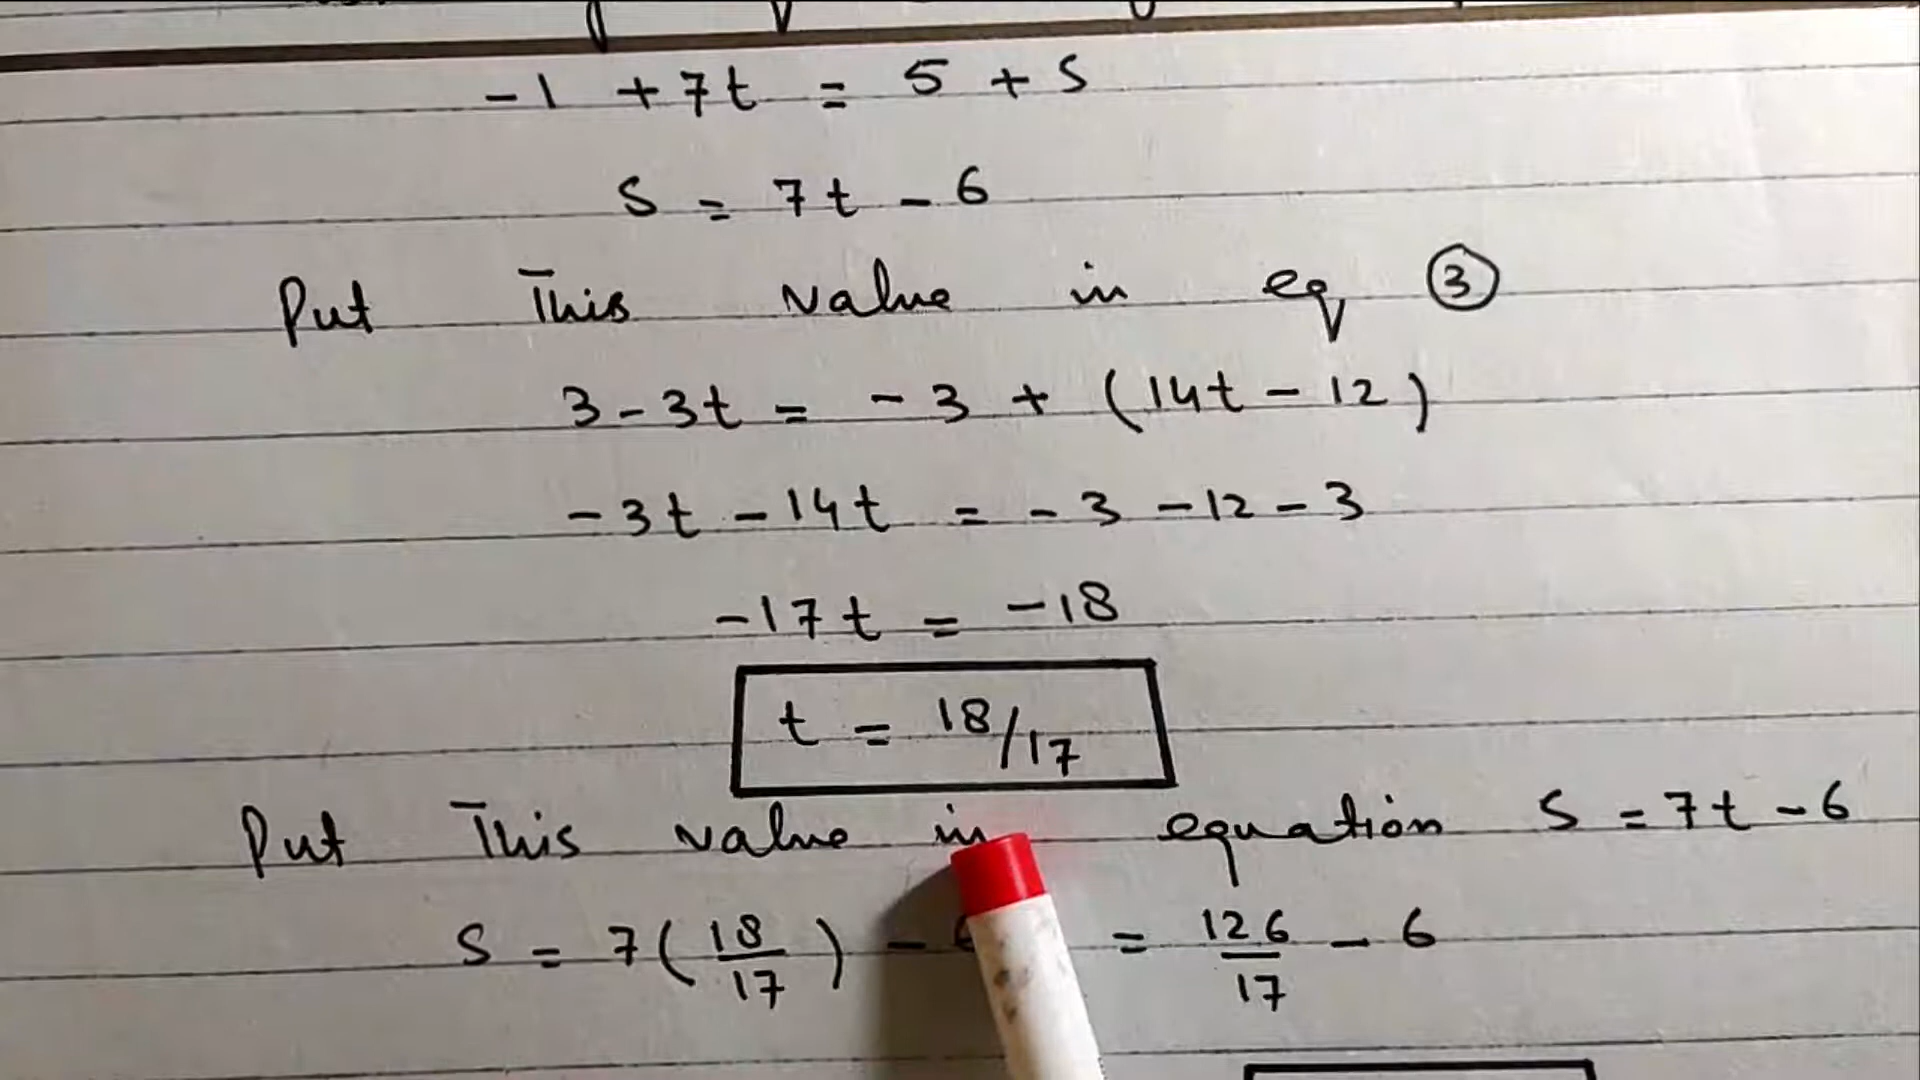 -1 + 7t = 5 + s
s = 7t - 6
Put This value in eq ③
3 - 3t = -3 + (14t - 12)
-3t - 14t = -3 - 12 - 3
-17t = -18
t = 18/17
Put This value in equation s = 7t - 6
s = 7(18/17) - 6 = 126/17 - 6